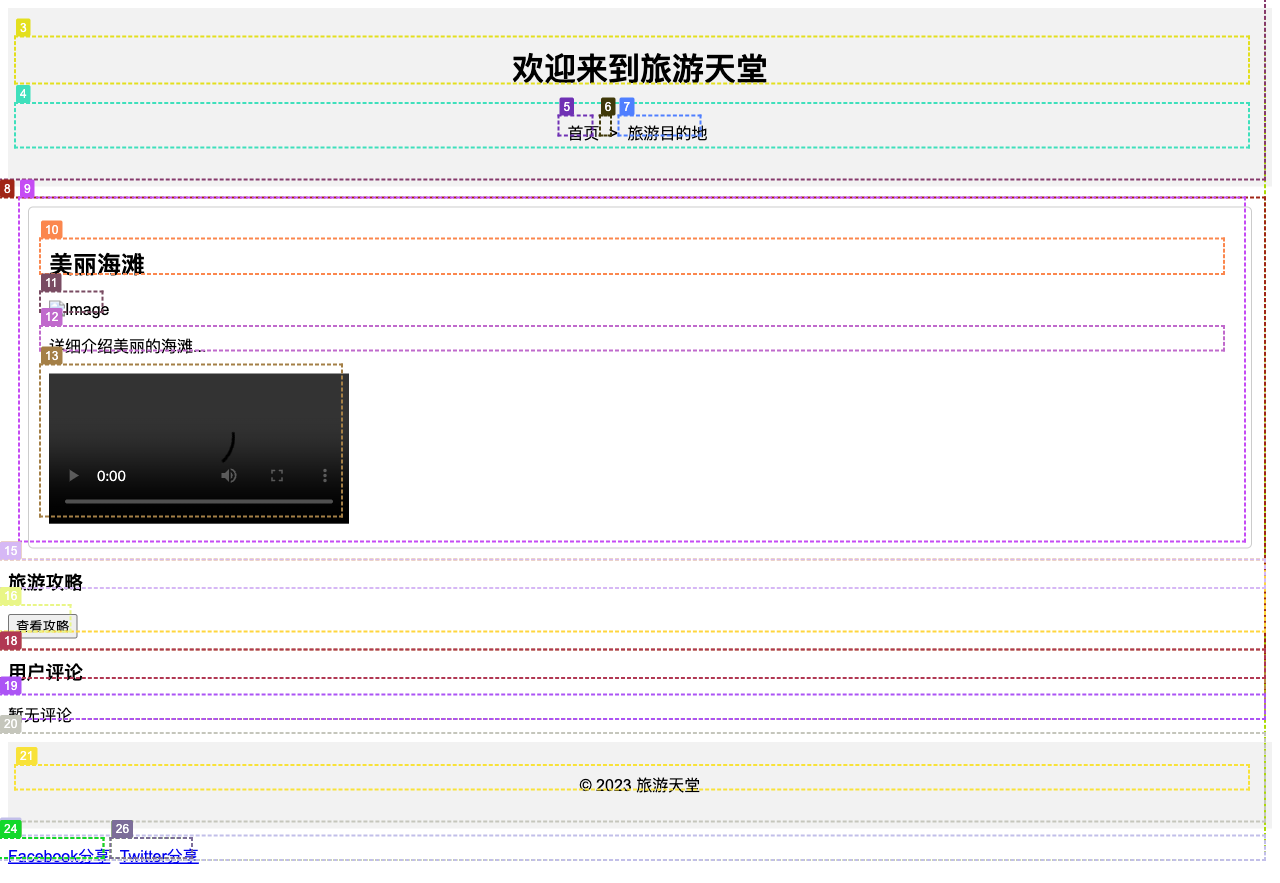 3
欢迎来到旅游天堂
4
5 6 7
首页 > 旅游目的地
8 9
10
美丽海滩
11
Image
12
详细介绍美丽的海滩...
13
0:00
15
旅游攻略
16
查看攻略
18
用户评论
19
暂无评论
20
21
© 2023 旅游天堂
24 26
Facebook分享 Twitter分享